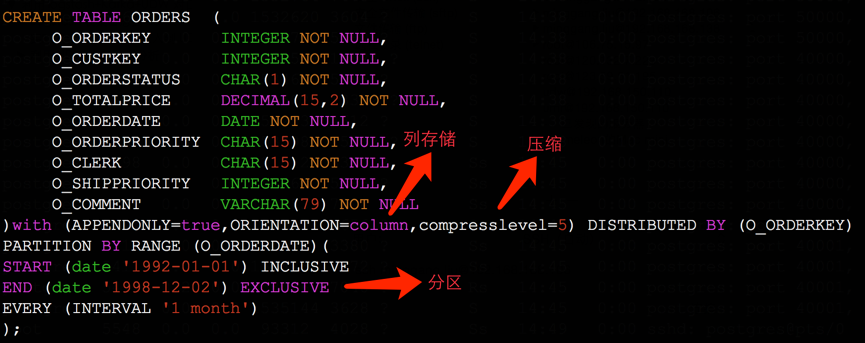 CREATE TABLE ORDERS (
O_ORDERKEY INTEGER NOT NULL,
O_CUSTKEY INTEGER NOT NULL,
O_ORDERSTATUS CHAR(1) NOT NULL,
O_TOTALPRICE DECIMAL(15,2) NOT NULL,
O_ORDERDATE DATE NOT NULL,
O_ORDERPRIORITY CHAR(15) NOT NULL, 列存储 压缩
O_CLERK CHAR(15) NOT NULL,
O_SHIPPRIORITY INTEGER NOT NULL,
O_COMMENT VARCHAR(79) NOT NULL
)with (APPENDONLY=true,ORIENTATION=column,compresslevel=5) DISTRIBUTED BY (O_ORDERKEY)
PARTITION BY RANGE (O_ORDERDATE)(
START (date '1992-01-01') INCLUSIVE
END (date '1998-12-02') EXCLUSIVE 分区
EVERY (INTERVAL '1 month')
);